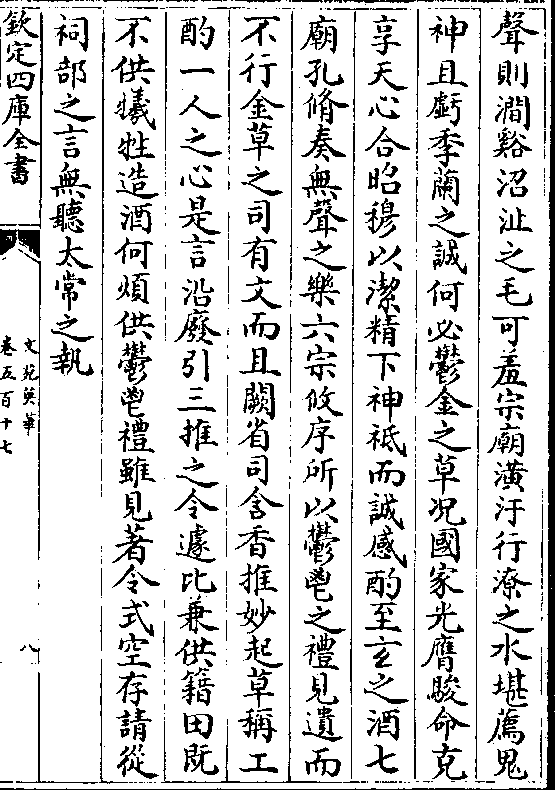 聲則澗谿沼沚之毛可羞宗廟潢汙行潦之水堪薦鬼
神且虧季蘭之誠何必鬱金之草况國家光膺駿命克
享天心合昭穆以潔精下神祗而誠感酌至玄之酒七
廟孔脩奏無聲之樂六宗攸序所以鬱鬯之禮見遺而
不行金草之司有文而且闕省司含香推妙起草稱工
酌一人之心是言沿廢引三推之令遽比兼供籍田既
不供犠牲造酒何煩供鬱鬯禮雖見著令式空存請從
祠部之言無聽太常之執
欽定四庫全書
文苑英華
卷五百十七
八